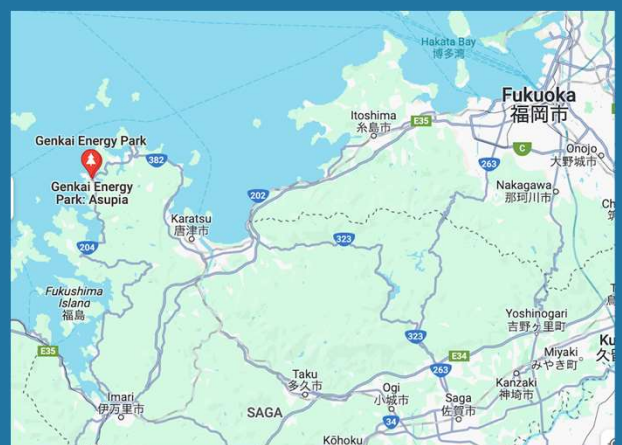 Hakata Bay
博多湾
Fukuoka
福岡市
Itoshima
糸島市
E35
Genkai Energy Park
382
C
Onojo
大野城市
263
Genkai Energy
Park: Asupia
202
Nakagawa
那珂川市
Karatsu
唐津市
323
204
Fukushima
Island
福島
Yoshinogari
吉野ヶ里町
323
E35
E34
Miyaki
みやき町
263
Taku
多久市
Kanzaki
神埼市
Imari
伊万里市
Ogi
小城市
Saga
佐賀市
SAGA
34
Kōhoku